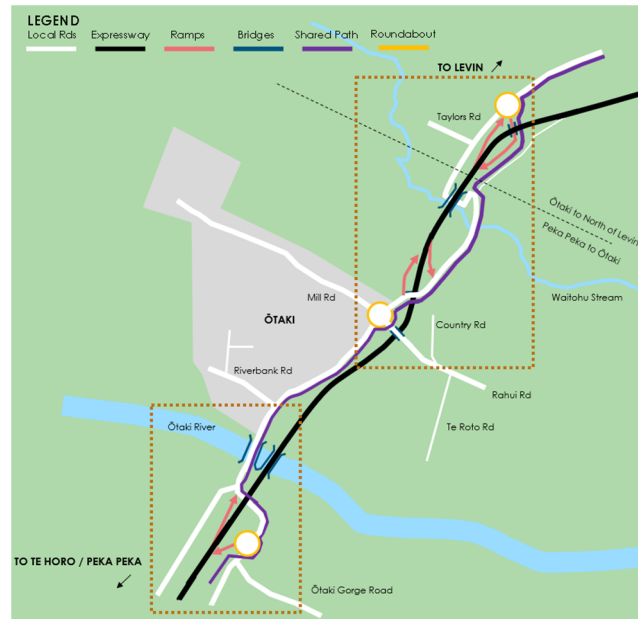 LEGEND
Local Rds Expressway Ramps Bridges Shared Path Roundabout
TO LEVIN
Taylors Rd
Ōtaki to North of Levin
Peka Peka to Ōtaki
Waitohu Stream
Mill Rd
ŌTAKI
Country Rd
Riverbank Rd
Rahui Rd
Te Roto Rd
Ōtaki River
TO TE HORO / PEKA PEKA
Ōtaki Gorge Road